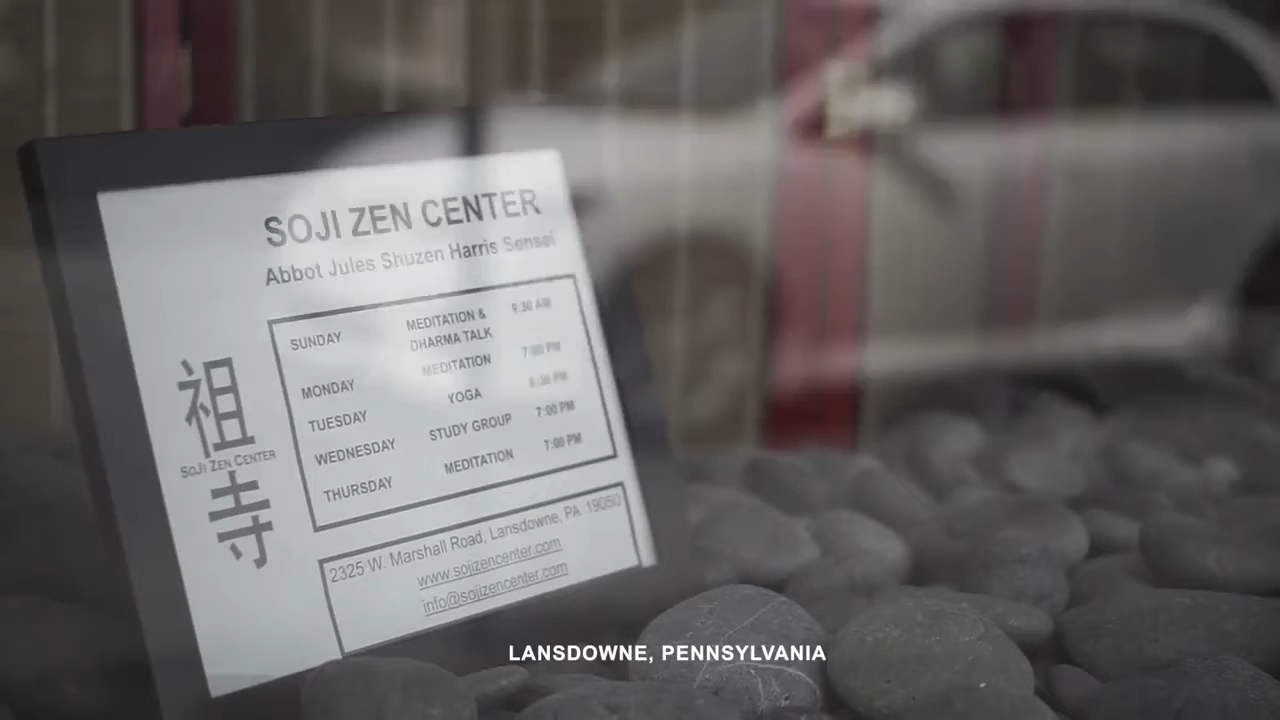 SOJI ZEN CENTER
Abbot Jules Shuzen Harris Sensei
SUNDAY MEDITATION & 9:30 AM
DHARMA TALK
MONDAY MEDITATION 7:00 PM
TUESDAY YOGA
WEDNESDAY STUDY GROUP 7:00 PM
THURSDAY MEDITATION 7:00 PM
祖
SOJI ZEN CENTER
寺
2325 W. Marshall Road, Lansdowne, PA 19050
www.sojizencenter.com
info@sojizencenter.com
LANSDOWNE, PENNSYLVANIA